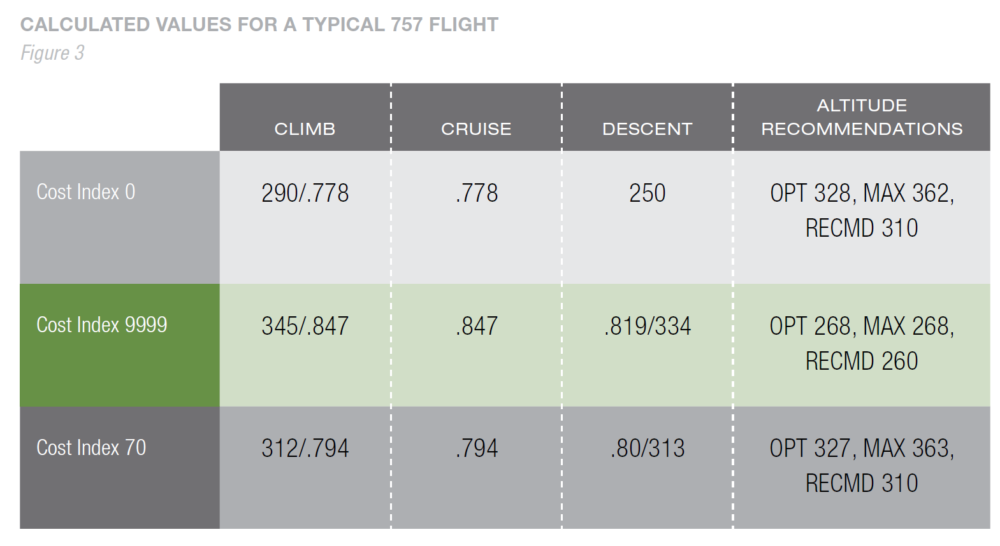 CALCULATED VALUES FOR A TYPICAL 757 FLIGHT
Figure 3
CLIMB
CRUISE
DESCENT
ALTITUDE
RECOMMENDATIONS
Cost Index 0
290/.778
.778
250
OPT 328, MAX 362,
RECMD 310
Cost Index 9999
345/.847
.847
.819/334
OPT 268, MAX 268,
RECMD 260
Cost Index 70
312/.794
.794
.80/313
OPT 327, MAX 363,
RECMD 310